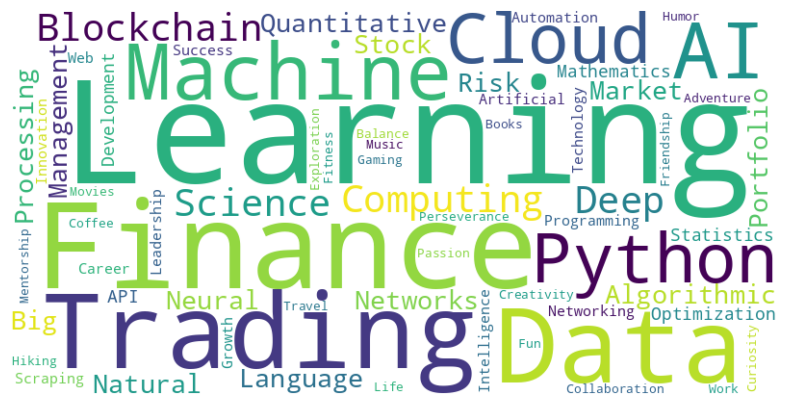 Blockchain
Quantitative
Automation
Humor
Cloud
AI
Web
Success
Stock
Machine
Risk
Mathematics
Market
Artificial
Adventure
Management
Development
Processing
Innovation
Learning
Exploration
Fitness
Balance
Music
Gaming
Books
Technology
Friendship
Portfolio
Movies
Science
Computing
Deep
Coffee
Leadership
Perseverance
Programming
Statistics
Finance
Python
Mentorship
Career
Passion
API
Neural
Travel
Networks
Creativity
Networking
Algorithmic
Optimization
Big
Trading
Growth
Intelligence
Data
Fun
Curiosity
Hiking
Scraping
Natural
Language
Life
Collaboration
Work